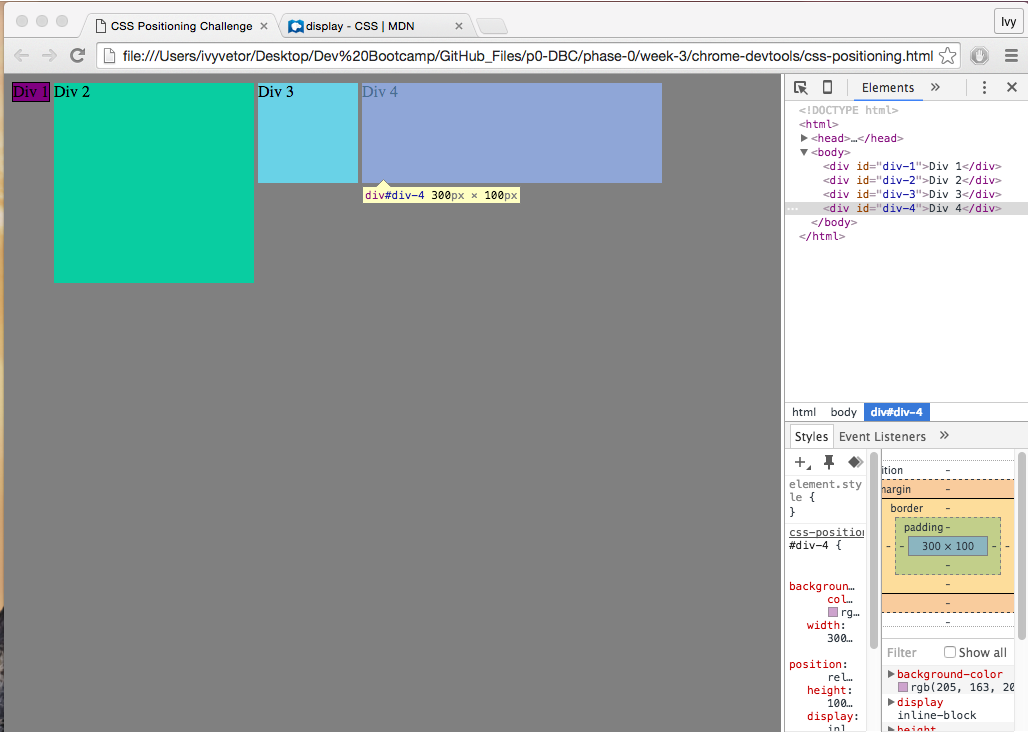 CSS Positioning Challenge
display - CSS | MDN
Ivy
file:///Users/ivyvetor/Desktop/Dev%20Bootcamp/GitHub_Files/p0-DBC/phase-0/week-3/chrome-devtools/css-positioning.html
Div 1
Div 2
Div 3
Div 4
div#div-4 300px × 100px
Elements »
<!DOCTYPE html>
<html>
<head>…</head>
<body>
<div id="div-1">Div 1</div>
<div id="div-2">Div 2</div>
<div id="div-3">Div 3</div>
<div id="div-4">Div 4</div>
</body>
</html>
html body div#div-4
Styles Event Listeners »
element.sty
le {
}
css-position
#div-4 {
backgroun…
col…
rg…
width:
300…
position:
rel…
height:
100…
display:
inl
ition -
margin -
border -
padding -
- - 300 × 100 - -
-
-
-
-
Filter Show all
background-color
rgb(205, 163, 20
display
inline-block
height